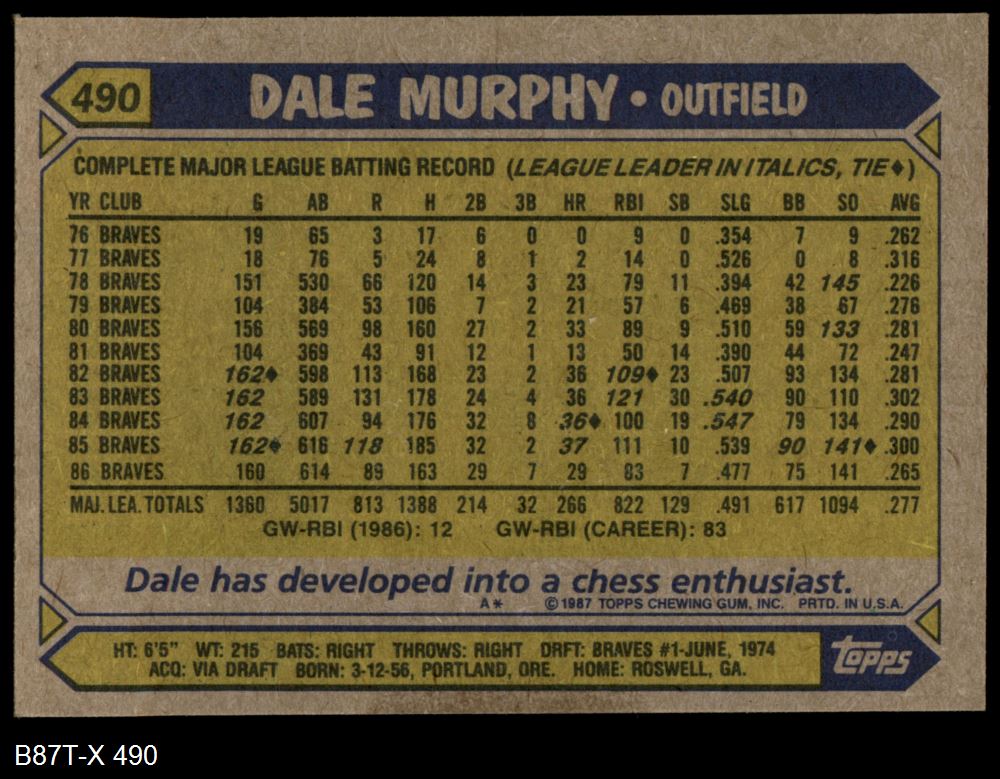 490 DALE MURPHY • OUTFIELD
COMPLETE MAJOR LEAGUE BATTING RECORD (LEAGUE LEADER IN ITALICS, TIE♦)
YR CLUB G AB R H 2B 3B HR RBI SB SLG BB SO AVG
76 BRAVES 19 65 3 17 6 0 0 9 0 .354 7 9 .262
77 BRAVES 18 76 5 24 8 1 2 14 0 .526 0 8 .316
78 BRAVES 151 530 66 120 14 3 23 79 11 .394 42 145 .226
79 BRAVES 104 384 53 106 7 2 21 57 6 .469 38 67 .276
80 BRAVES 156 569 98 160 27 2 33 89 9 .510 59 133 .281
81 BRAVES 104 369 43 91 12 1 13 50 14 .390 44 72 .247
82 BRAVES 162♦ 598 113 168 23 2 36 109♦ 23 .507 93 134 .281
83 BRAVES 162 589 131 178 24 4 36 121 30 .540 90 110 .302
84 BRAVES 162 607 94 176 32 8 36♦ 100 19 .547 79 134 .290
85 BRAVES 162♦ 616 118 185 32 2 37 111 10 .539 90 141♦ .300
86 BRAVES 160 614 89 163 29 7 29 83 7 .477 75 141 .265
MAJ. LEA. TOTALS 1360 5017 813 1388 214 32 266 822 129 .491 617 1094 .277
GW-RBI (1986): 12 GW-RBI (CAREER): 83
Dale has developed into a chess enthusiast.
A* ©1987 TOPPS CHEWING GUM, INC. PRTD. IN U.S.A.
HT: 6'5" WT: 215 BATS: RIGHT THROWS: RIGHT DRFT: BRAVES #1-JUNE, 1974
ACQ: VIA DRAFT BORN: 3-12-56, PORTLAND, ORE. HOME: ROSWELL, GA.
topps
B87T-X 490